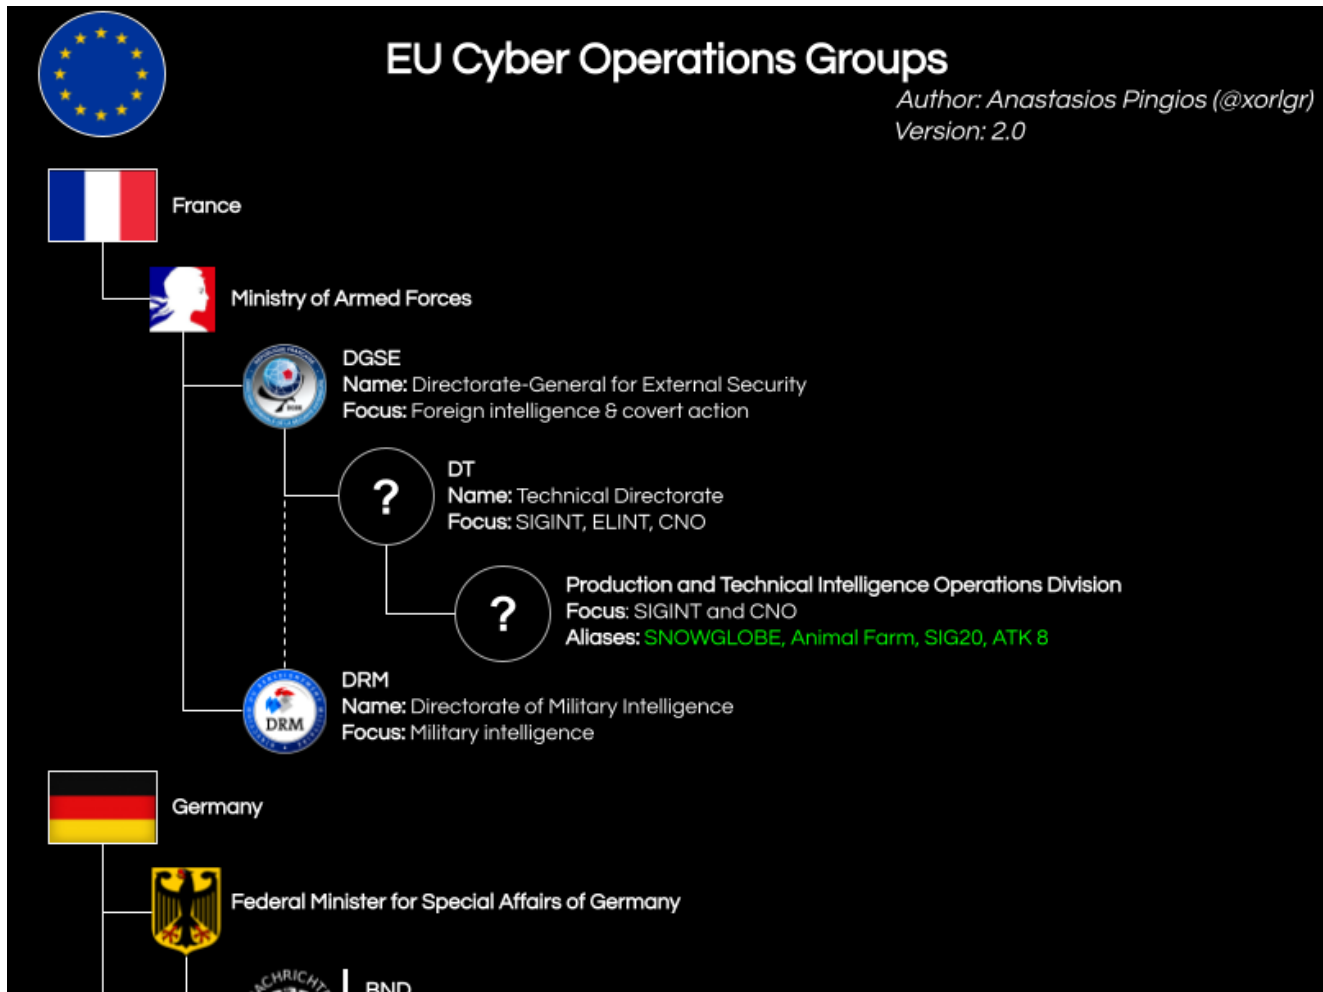 EU Cyber Operations Groups
Author: Anastasios Pingios (@xorlgr)
Version: 2.0
France
Ministry of Armed Forces
DGSE
Name: Directorate-General for External Security
Focus: Foreign intelligence & covert action
?
DT
Name: Technical Directorate
Focus: SIGINT, ELINT, CNO
?
Production and Technical Intelligence Operations Division
Focus: SIGINT and CNO
Aliases: SNOWGLOBE, Animal Farm, SIG20, ATK 8
DRM
DRM
Name: Directorate of Military Intelligence
Focus: Military intelligence
Germany
Federal Minister for Special Affairs of Germany
BND